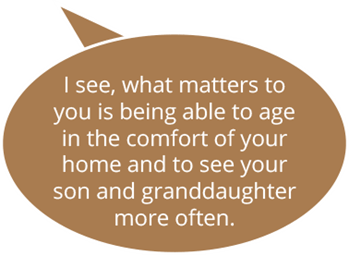 I see, what matters to
you is being able to age
in the comfort of your
home and to see your
son and granddaughter
more often.